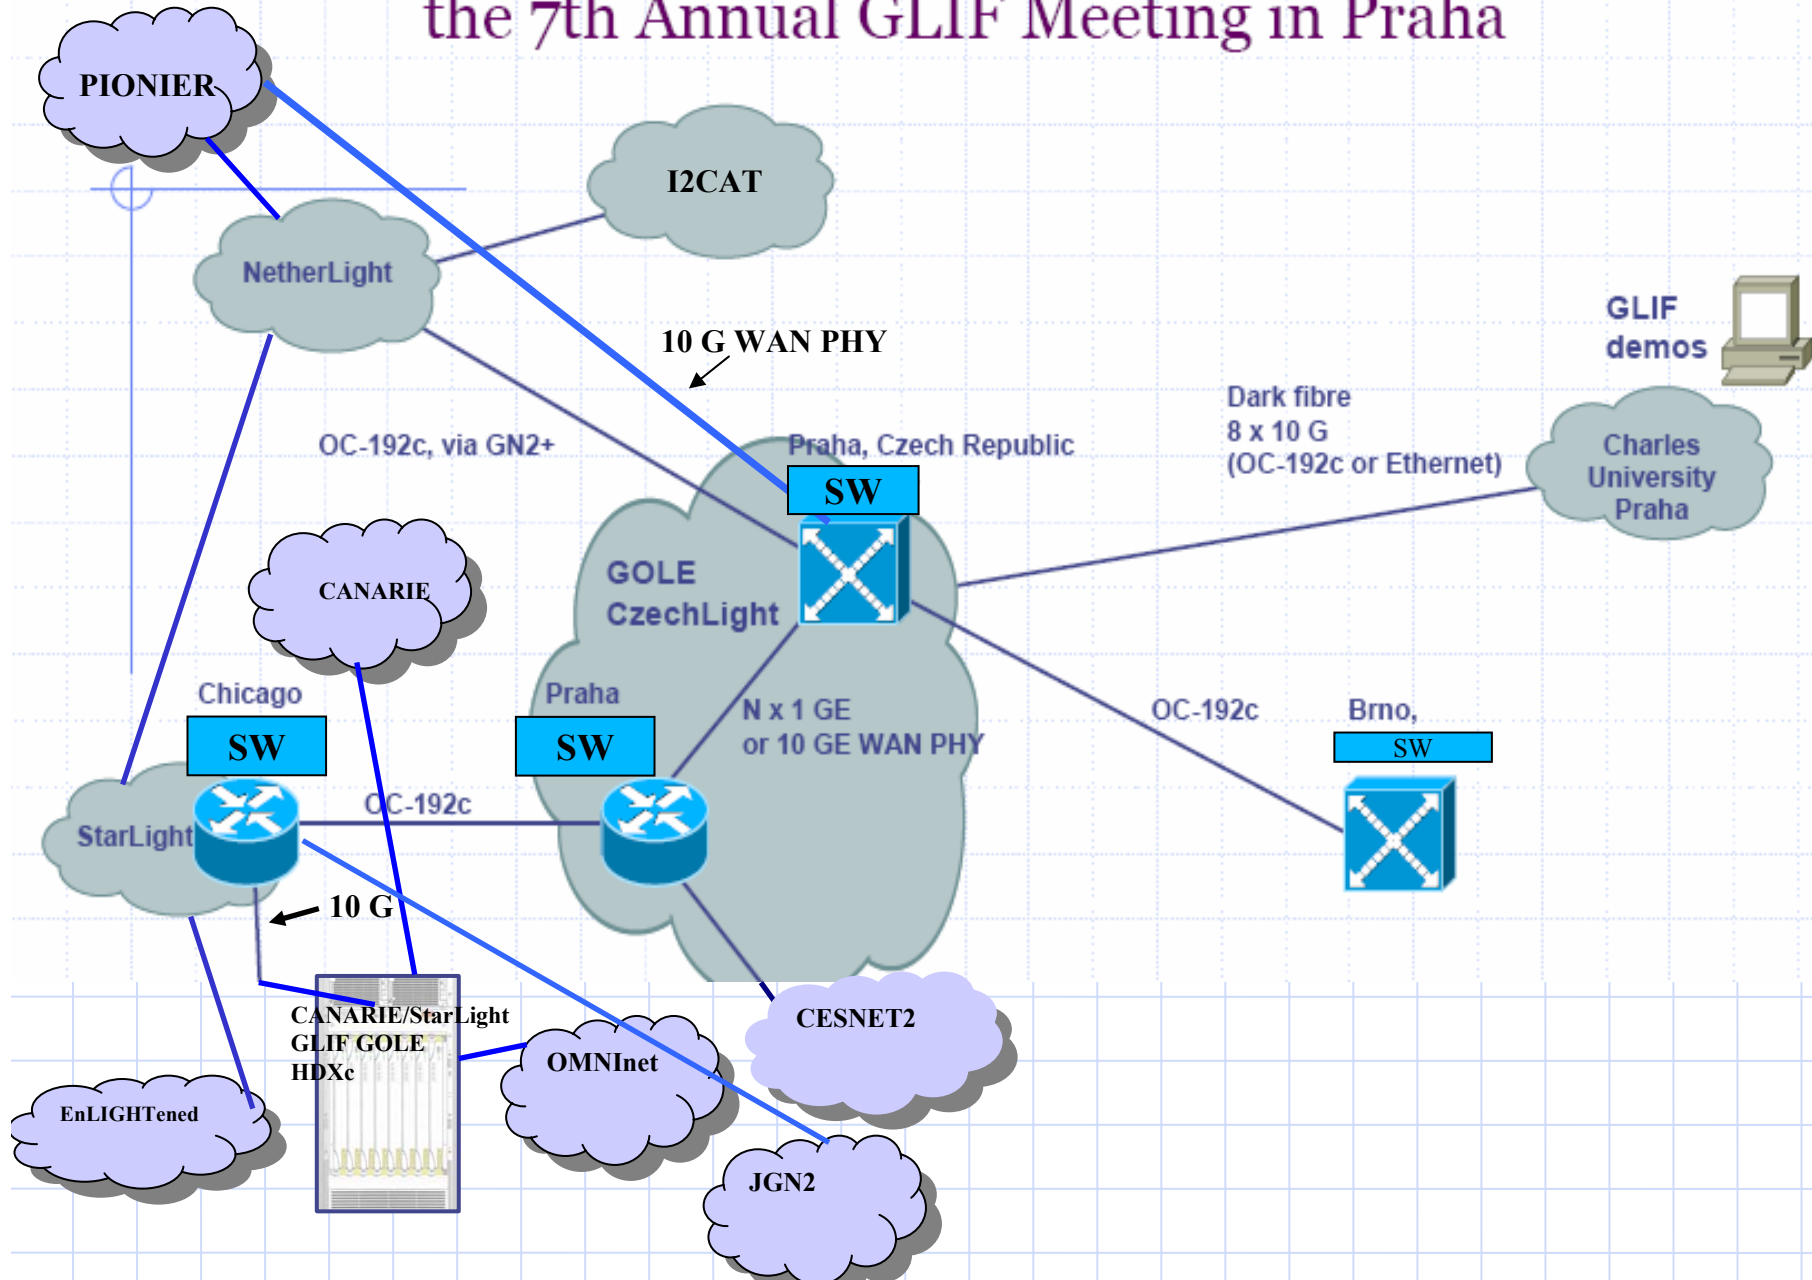 the 7th Annual GLIF Meeting in Praha
PIONIER
I2CAT
NetherLight
GLIF
demos
10 G WAN PHY
Dark fibre
8 x 10 G
(OC-192c or Ethernet)
OC-192c, via GN2+
Praha, Czech Republic
Charles
University
Praha
SW
GOLE
CzechLight
CANARIE
Chicago
Praha
N x 1 GE
or 10 GE WAN PHY
OC-192c
Brno,
SW
SW
SW
OC-192c
StarLight
10 G
CANARIE/StarLight
GLIF GOLE
HDXc
CESNET2
OMNInet
EnLIGHTened
JGN2